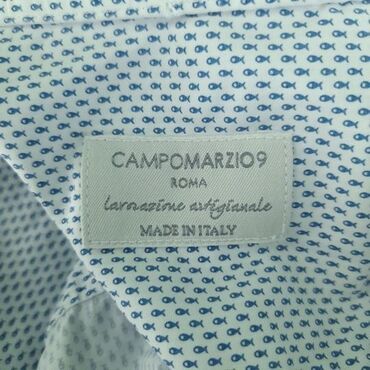 CAMPOMARZIO9
ROMA
lavorazione artigianale
MADE IN ITALY